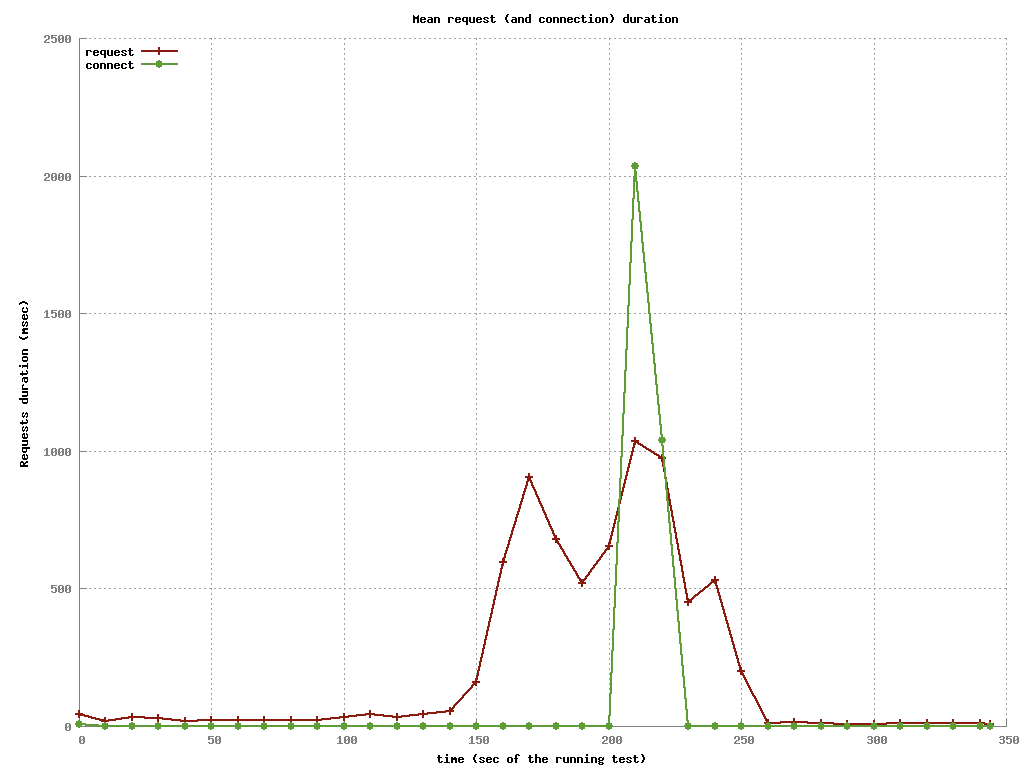 Mean request (and connection) duration
2500
request
connect
2000
1500
1000
500
0
Requests duration (msec)
0 50 100 150 200 250 300 350
time (sec of the running test)